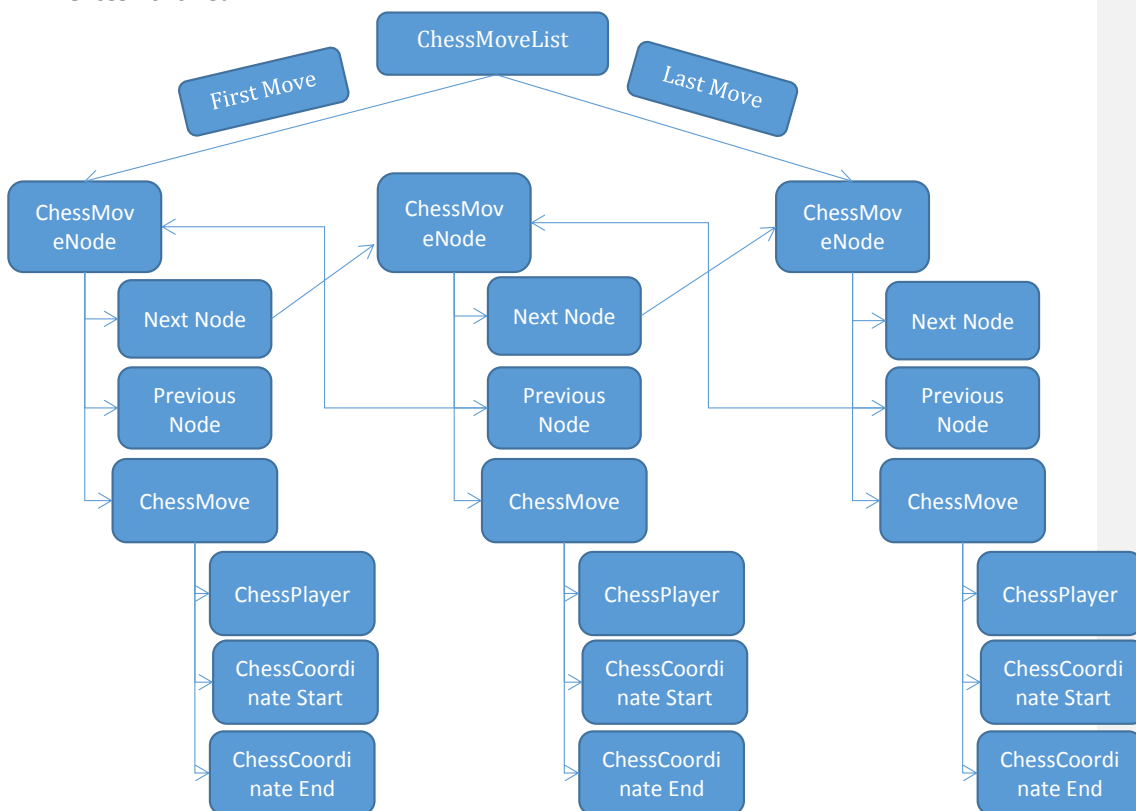 ChessMoveList
First Move
Last Move
ChessMov
eNode
ChessMov
eNode
ChessMov
eNode
Next Node
Next Node
Next Node
Previous
Node
Previous
Node
Previous
Node
ChessMove
ChessMove
ChessMove
ChessPlayer
ChessPlayer
ChessPlayer
ChessCoordi
nate Start
ChessCoordi
nate Start
ChessCoordi
nate Start
ChessCoordi
nate End
ChessCoordi
nate End
ChessCoordi
nate End